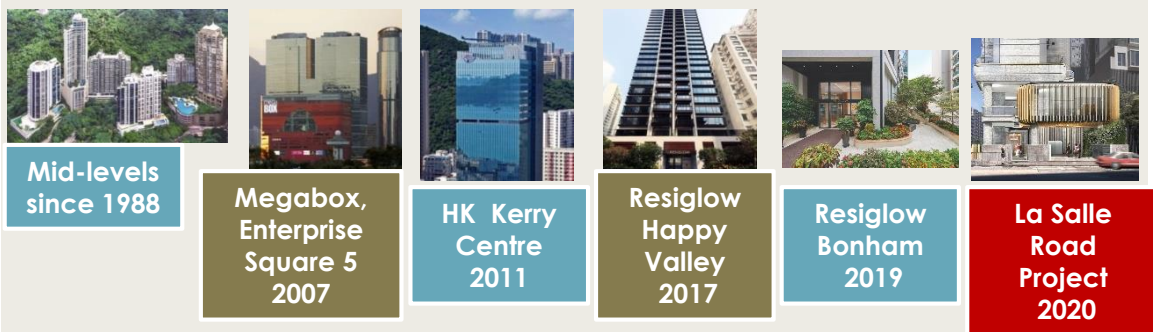 BOX
Mid-levels
since 1988
Megabox,
Enterprise
Square 5
2007
HK Kerry
Centre
2011
Resiglow
Happy
Valley
2017
Resiglow
Bonham
2019
La Salle
Road
Project
2020